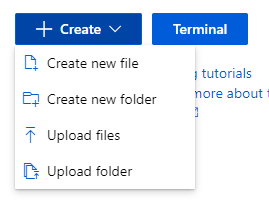 Create
Terminal
Create new file
tutorials
Create new folder
more about
Upload files
Upload folder